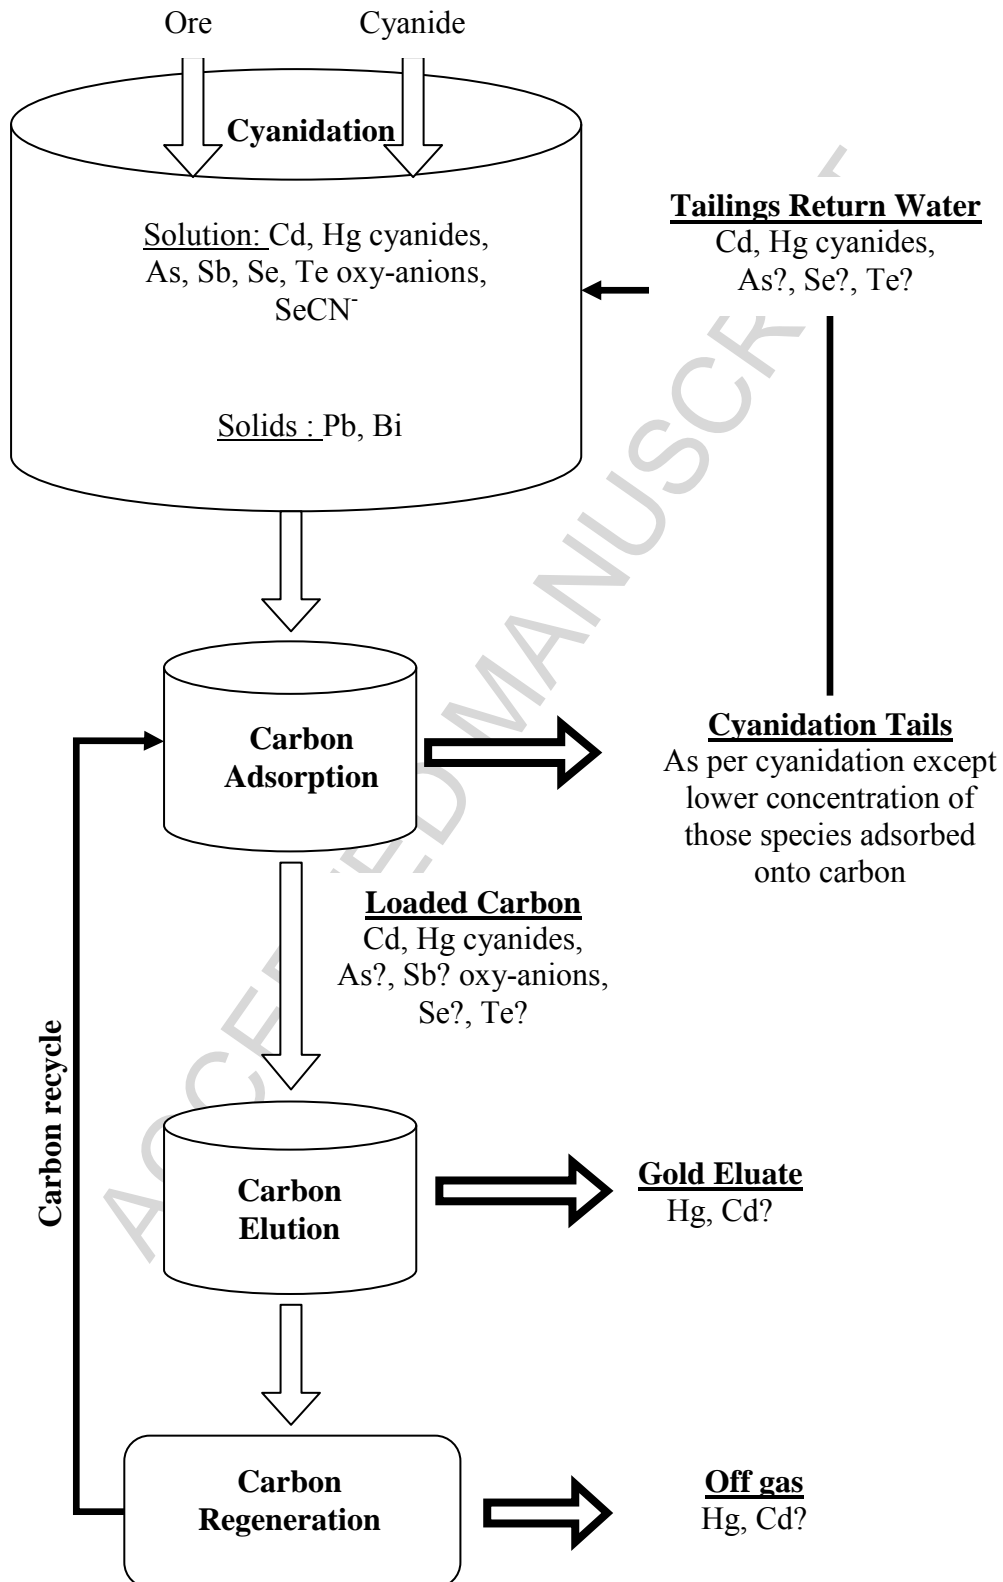 Ore
Cyanide
Cyanidation
Solution: Cd, Hg cyanides,
As, Sb, Se, Te oxy-anions,
SeCN⁻
Solids : Pb, Bi
Tailings Return Water
Cd, Hg cyanides,
As?, Se?, Te?
Carbon
Adsorption
Cyanidation Tails
As per cyanidation except
lower concentration of
those species adsorbed
onto carbon
Loaded Carbon
Cd, Hg cyanides,
As?, Sb? oxy-anions,
Se?, Te?
Carbon recycle
Carbon
Elution
Gold Eluate
Hg, Cd?
Carbon
Regeneration
Off gas
Hg, Cd?
ACCEPTED MANUSCRIPT